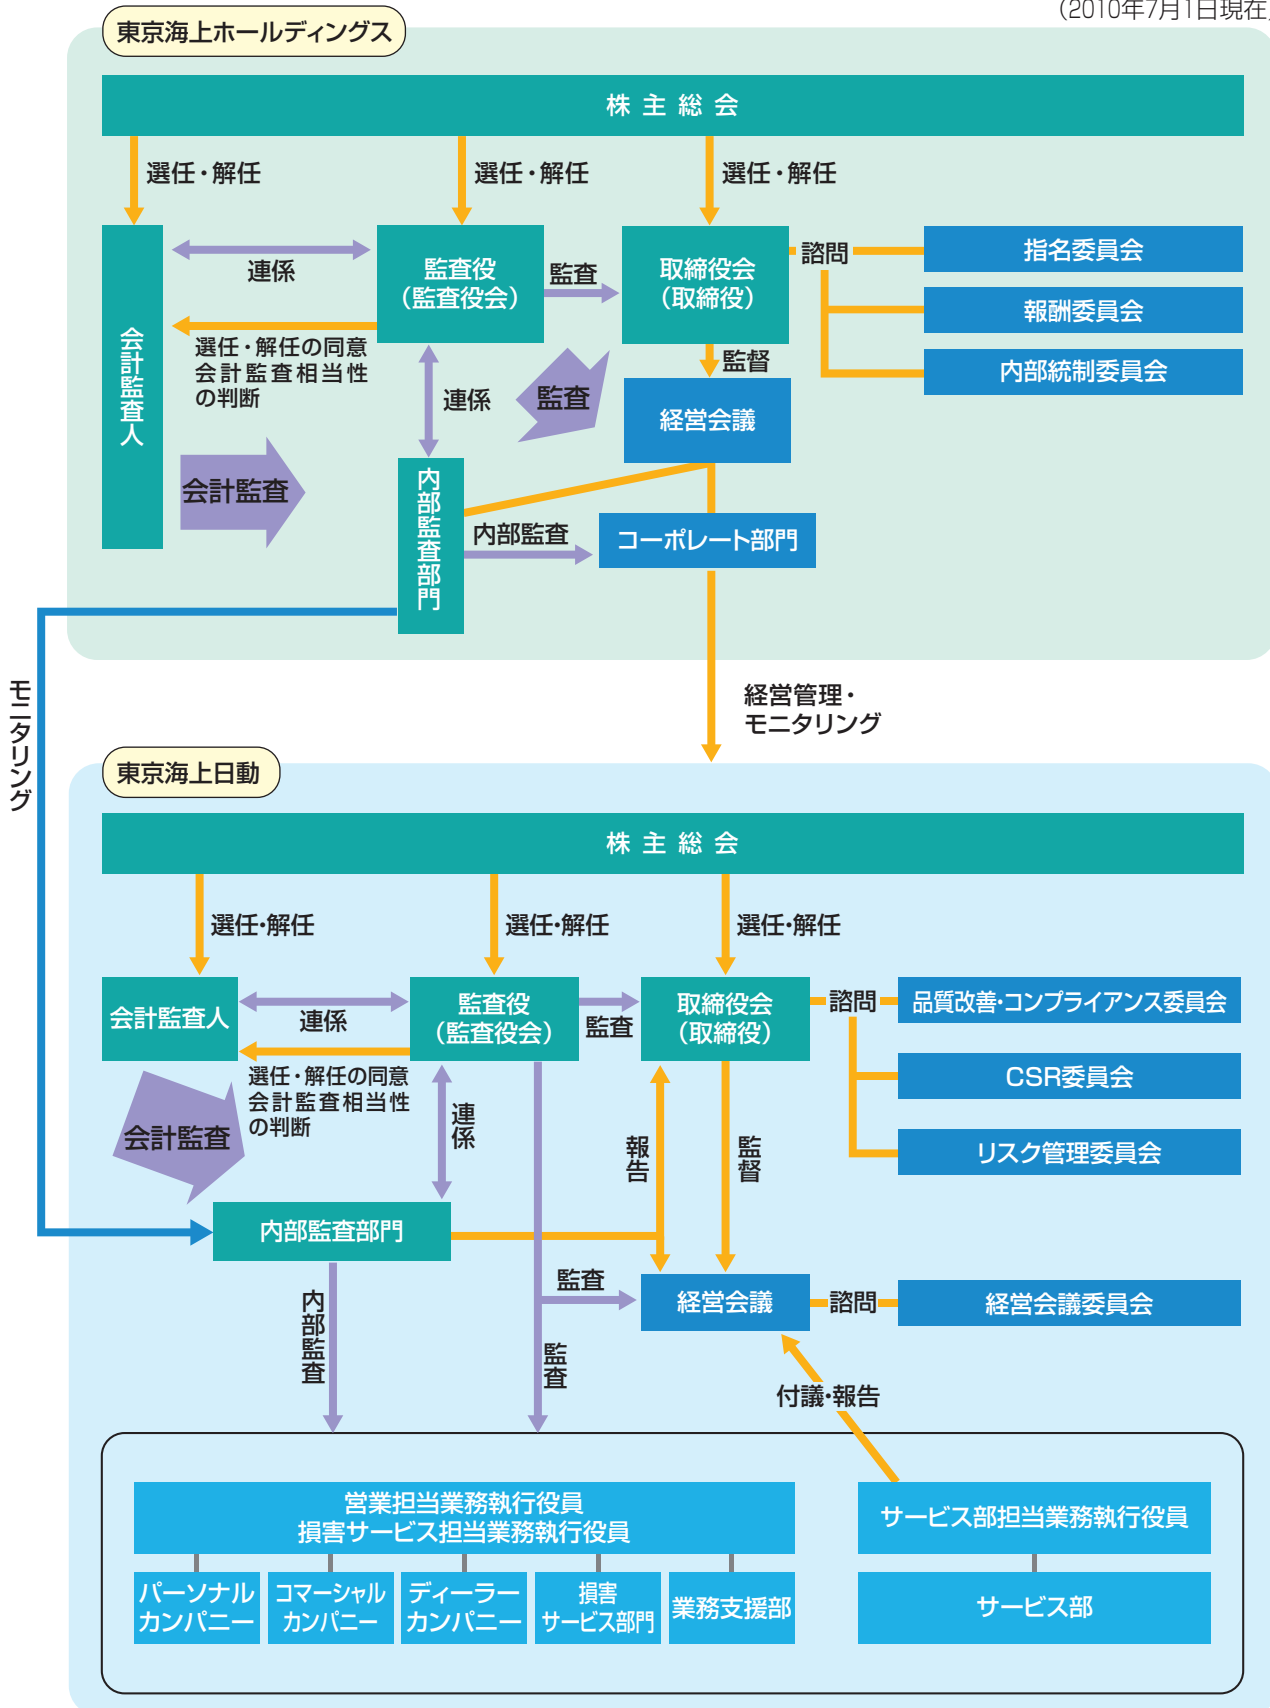 (2010年7月1日現在)
東京海上ホールディングス
株主総会
選任・解任
選任・解任
選任・解任
会計監査人
連係
監査役
（監査役会）
監査
取締役会
（取締役）
諮問
指名委員会
報酬委員会
内部統制委員会
選任・解任の同意
会計監査相当性
の判断
連係
監査
監督
経営会議
会計監査
内部監査部門
内部監査
コーポレート部門
モニタリング
経営管理・
モニタリング
東京海上日動
株主総会
選任・解任
選任・解任
選任・解任
会計監査人
連係
監査役
（監査役会）
監査
取締役会
（取締役）
諮問
品質改善・コンプライアンス委員会
CSR委員会
リスク管理委員会
選任・解任の同意
会計監査相当性
の判断
会計監査
連係
報告
監督
内部監査部門
内部監査
監査
監査
経営会議
諮問
経営会議委員会
付議・報告
営業担当業務執行役員
損害サービス担当業務執行役員
サービス部担当業務執行役員
パーソナル
カンパニー
コマーシャル
カンパニー
ディーラー
カンパニー
損害
サービス部門
業務支援部
サービス部